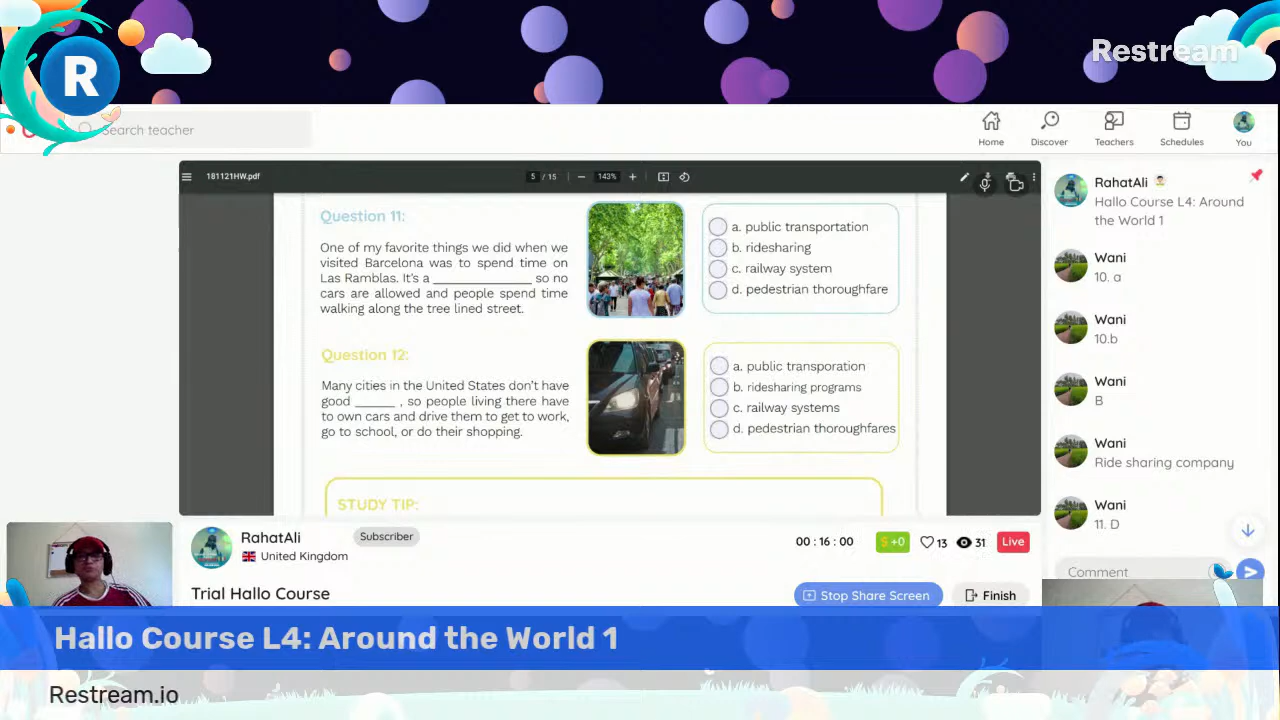 R
Restream
Search teacher
Home
Discover
Teachers
Schedules
You
181121HW.pdf
5 / 15
143%
Question 11:
One of my favorite things we did when we
visited Barcelona was to spend time on
Las Ramblas. It's a ______________ so no
cars are allowed and people spend time
walking along the tree lined street.
a. public transportation
b. ridesharing
c. railway system
d. pedestrian thoroughfare
Question 12:
Many cities in the United States don't have
good ______ , so people living there have
to own cars and drive them to get to work,
go to school, or do their shopping.
a. public transporation
b. ridesharing programs
c. railway systems
d. pedestrian thoroughfares
STUDY TIP:
RahatAli
Hallo Course L4: Around
the World 1
Wani
10. a
Wani
10.b
Wani
B
Wani
Ride sharing company
Wani
11. D
Comment
RahatAli
Subscriber
United Kingdom
00 : 16 : 00
$ +0
13
31
Live
Trial Hallo Course
Stop Share Screen
Finish
Hallo Course L4: Around the World 1
Restream.io